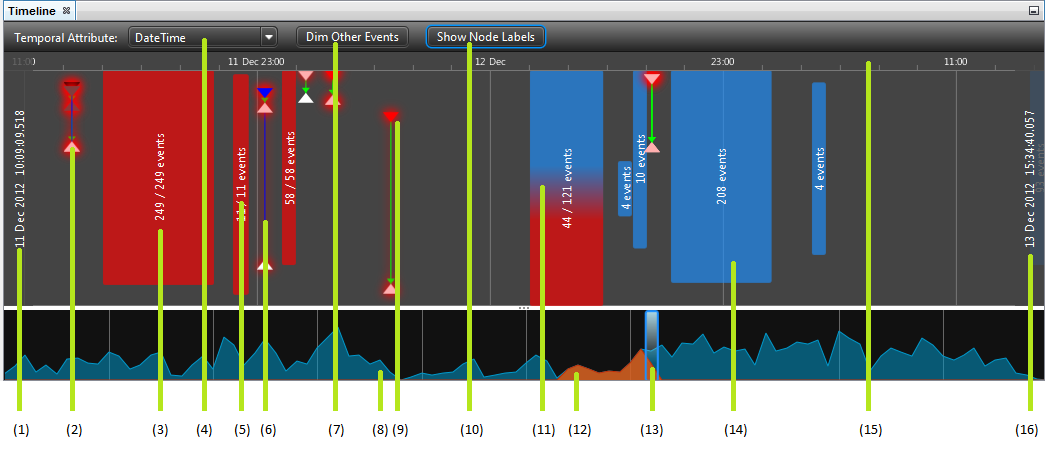 Timeline
Temporal Attribute: DateTime Dim Other Events Show Node Labels
11:00 11 Dec 23:00 12 Dec 23:00 11:00
11 Dec 2012 10:09:09.518
249 / 249 events
11 / 11 events
58 / 58 events
44 / 121 events
4 events
10 events
208 events
4 events
13 Dec 2012 15:34:40.057
(1) (2) (3) (4) (5) (6) (7) (8) (9) (10) (11) (12) (13) (14) (15) (16)